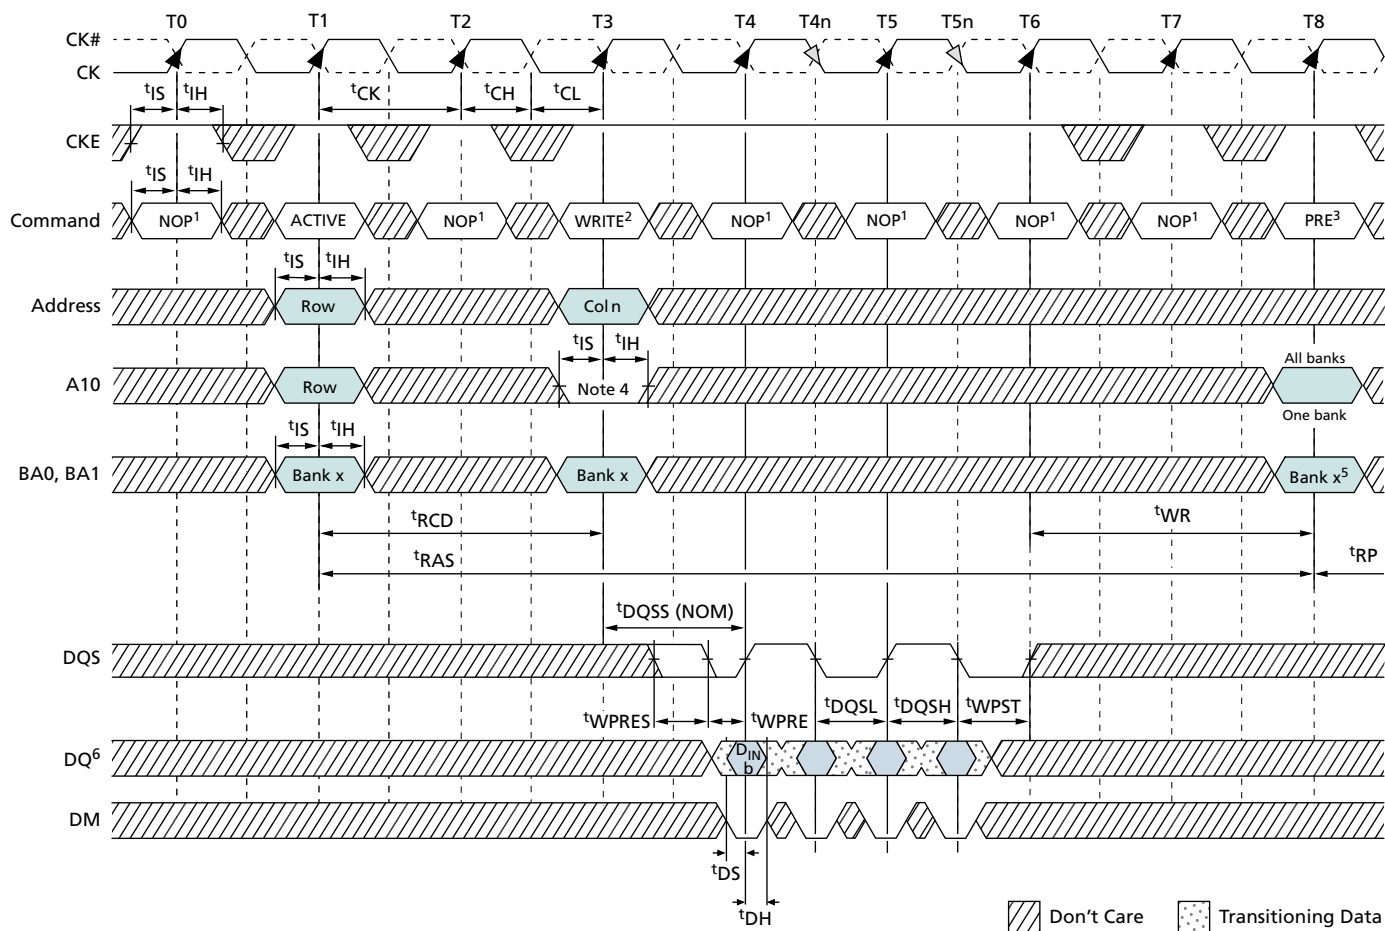 T0 T1 T2 T3 T4 T4n T5 T5n T6 T7 T8
CK#
CK
tIS tIH tCK tCH tCL
CKE
tIS tIH
Command NOP1 ACTIVE NOP1 WRITE2 NOP1 NOP1 NOP1 NOP1 PRE3
tIS tIH
Address Row Col n
tIS tIH All banks
A10 Row Note 4
One bank
tIS tIH
BA0, BA1 Bank x Bank x Bank x5
tRCD tWR
tRAS tRP
tDQSS (NOM)
DQS
tWPRES tWPRE tDQSL tDQSH tWPST
DQ6 DIN
b
DM
tDS
tDH
Don't Care Transitioning Data